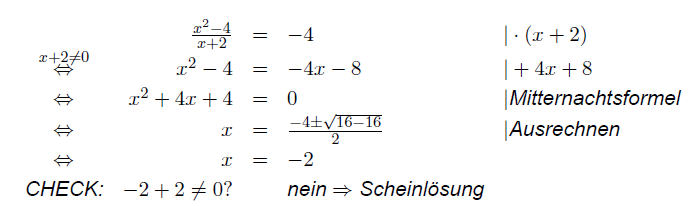 (x²−4)/(x+2) = −4 |·(x+2)
x+2≠0 ⇔ x² − 4 = −4x − 8 |+4x + 8
⇔ x² + 4x + 4 = 0 |Mitternachtsformel
⇔ x = (−4±√(16−16))/2 |Ausrechnen
⇔ x = −2
CHECK: −2 + 2 ≠ 0? nein ⇒ Scheinlösung